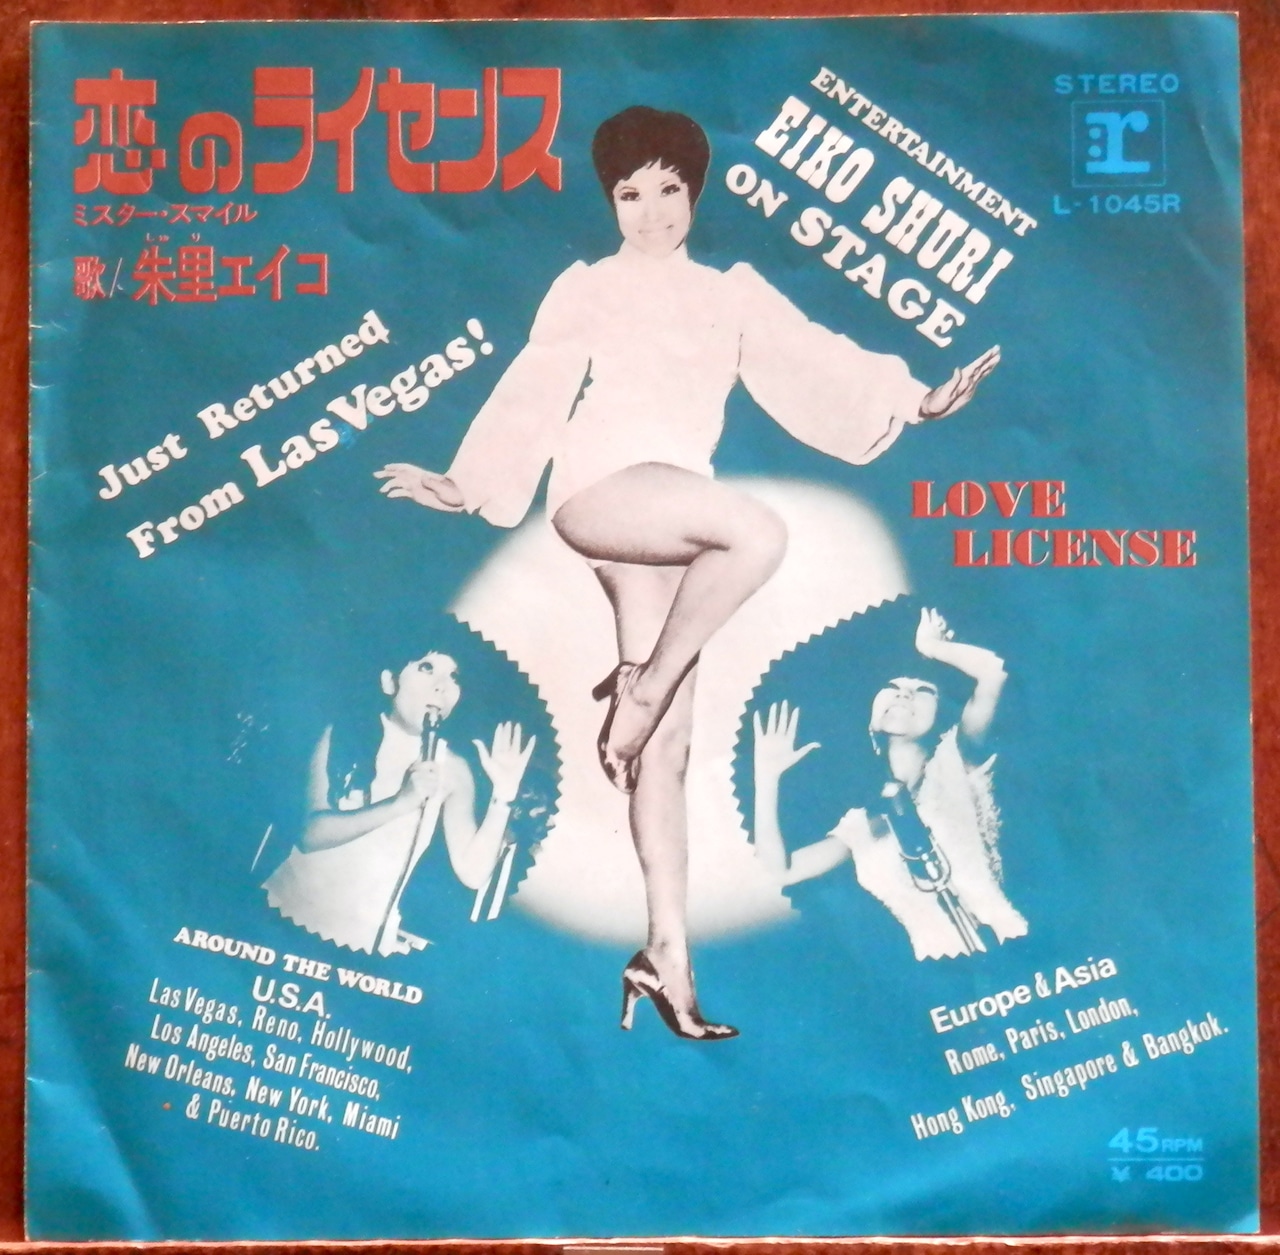 恋のライセンス
ミスター・スマイル
しゅり
歌/朱里エイコ
ENTERTAINMENT
EIKO SHURI
ON STAGE
STEREO
:r
L-1045R
Just Returned
From Las Vegas!
LOVE
LICENSE
AROUND THE WORLD
U.S.A.
Las Vegas, Reno, Hollywood,
Los Angeles, San Francisco,
New Orleans, New York, Miami
& Puerto Rico.
Europe & Asia
Rome, Paris, London,
Hong Kong, Singapore & Bangkok.
45RPM
¥ 400